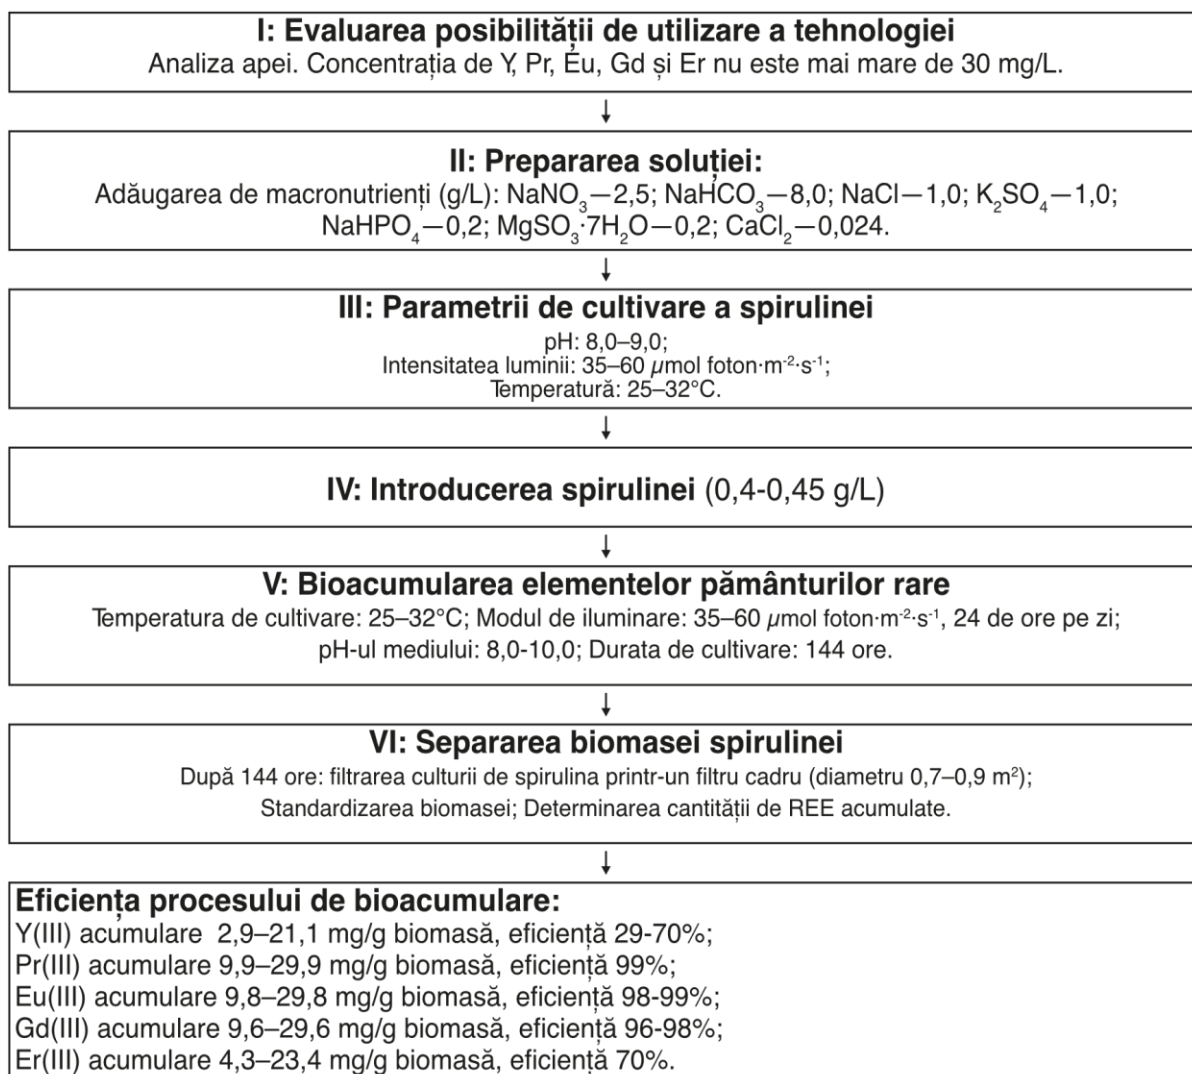 I: Evaluarea posibilității de utilizare a tehnologiei
Analiza apei. Concentrația de Y, Pr, Eu, Gd și Er nu este mai mare de 30 mg/L.
↓
II: Prepararea soluției:
Adăugarea de macronutrienți (g/L): NaNO₃—2,5; NaHCO₃—8,0; NaCl—1,0; K₂SO₄—1,0;
NaHPO₄—0,2; MgSO₃·7H₂O—0,2; CaCl₂—0,024.
↓
III: Parametrii de cultivare a spirulinei
pH: 8,0–9,0;
Intensitatea luminii: 35–60 µmol foton·m⁻²·s⁻¹;
Temperatură: 25–32°C.
↓
IV: Introducerea spirulinei (0,4-0,45 g/L)
↓
V: Bioacumularea elementelor pământurilor rare
Temperatura de cultivare: 25–32°C; Modul de iluminare: 35–60 µmol foton·m⁻²·s⁻¹, 24 de ore pe zi;
pH-ul mediului: 8,0-10,0; Durata de cultivare: 144 ore.
↓
VI: Separarea biomasei spirulinei
După 144 ore: filtrarea culturii de spirulina printr-un filtru cadru (diametru 0,7–0,9 m²);
Standardizarea biomasei; Determinarea cantității de REE acumulate.
↓
Eficiența procesului de bioacumulare:
Y(III) acumulare 2,9–21,1 mg/g biomasă, eficiență 29-70%;
Pr(III) acumulare 9,9–29,9 mg/g biomasă, eficiență 99%;
Eu(III) acumulare 9,8–29,8 mg/g biomasă, eficiență 98-99%;
Gd(III) acumulare 9,6–29,6 mg/g biomasă, eficiență 96-98%;
Er(III) acumulare 4,3–23,4 mg/g biomasă, eficiență 70%.